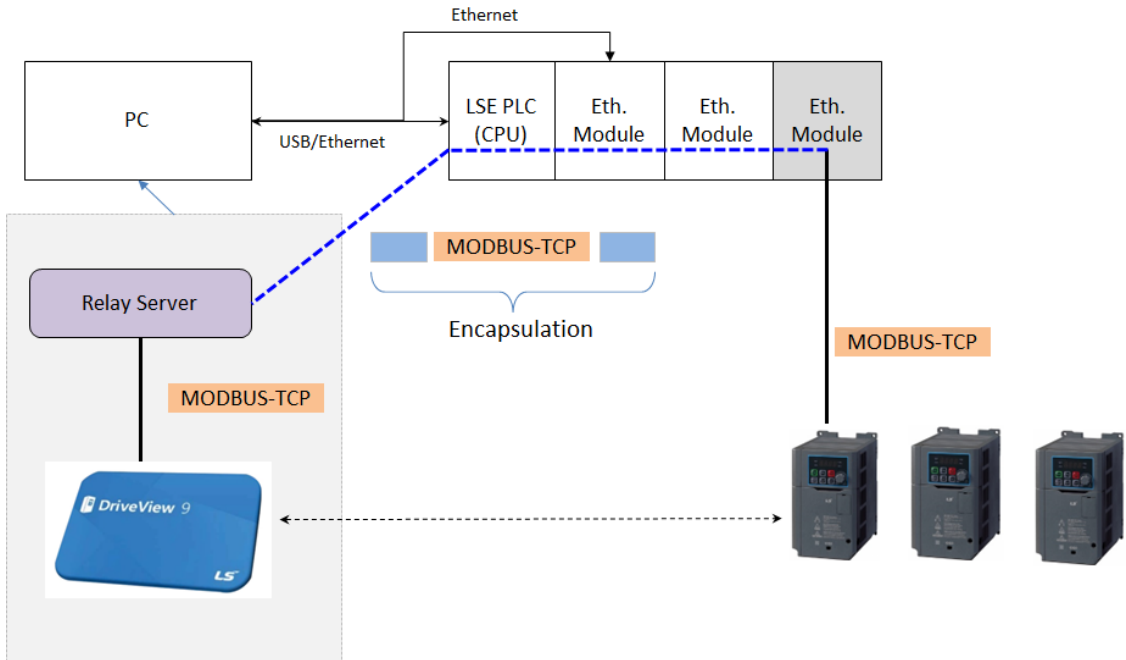 Ethernet
PC
USB/Ethernet
LSE PLC
(CPU)
Eth.
Module
Eth.
Module
Eth.
Module
MODBUS-TCP
Encapsulation
Relay Server
MODBUS-TCP
MODBUS-TCP
DriveView 9
LS